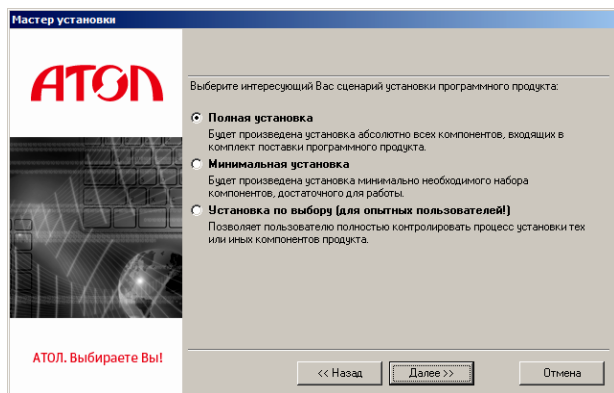 Мастер установки
АТОЛ
Выберите интересующий Вас сценарий установки программного продукта:
Полная установка
Будет произведена установка абсолютно всех компонентов, входящих в
комплект поставки программного продукта.
Минимальная установка
Будет произведена установка минимально необходимого набора
компонентов, достаточного для работы.
Установка по выбору (для опытных пользователей!)
Позволяет пользователю полностью контролировать процесс установки тех
или иных компонентов продукта.
АТОЛ. Выбираете Вы!
<< Назад
Далее >>
Отмена